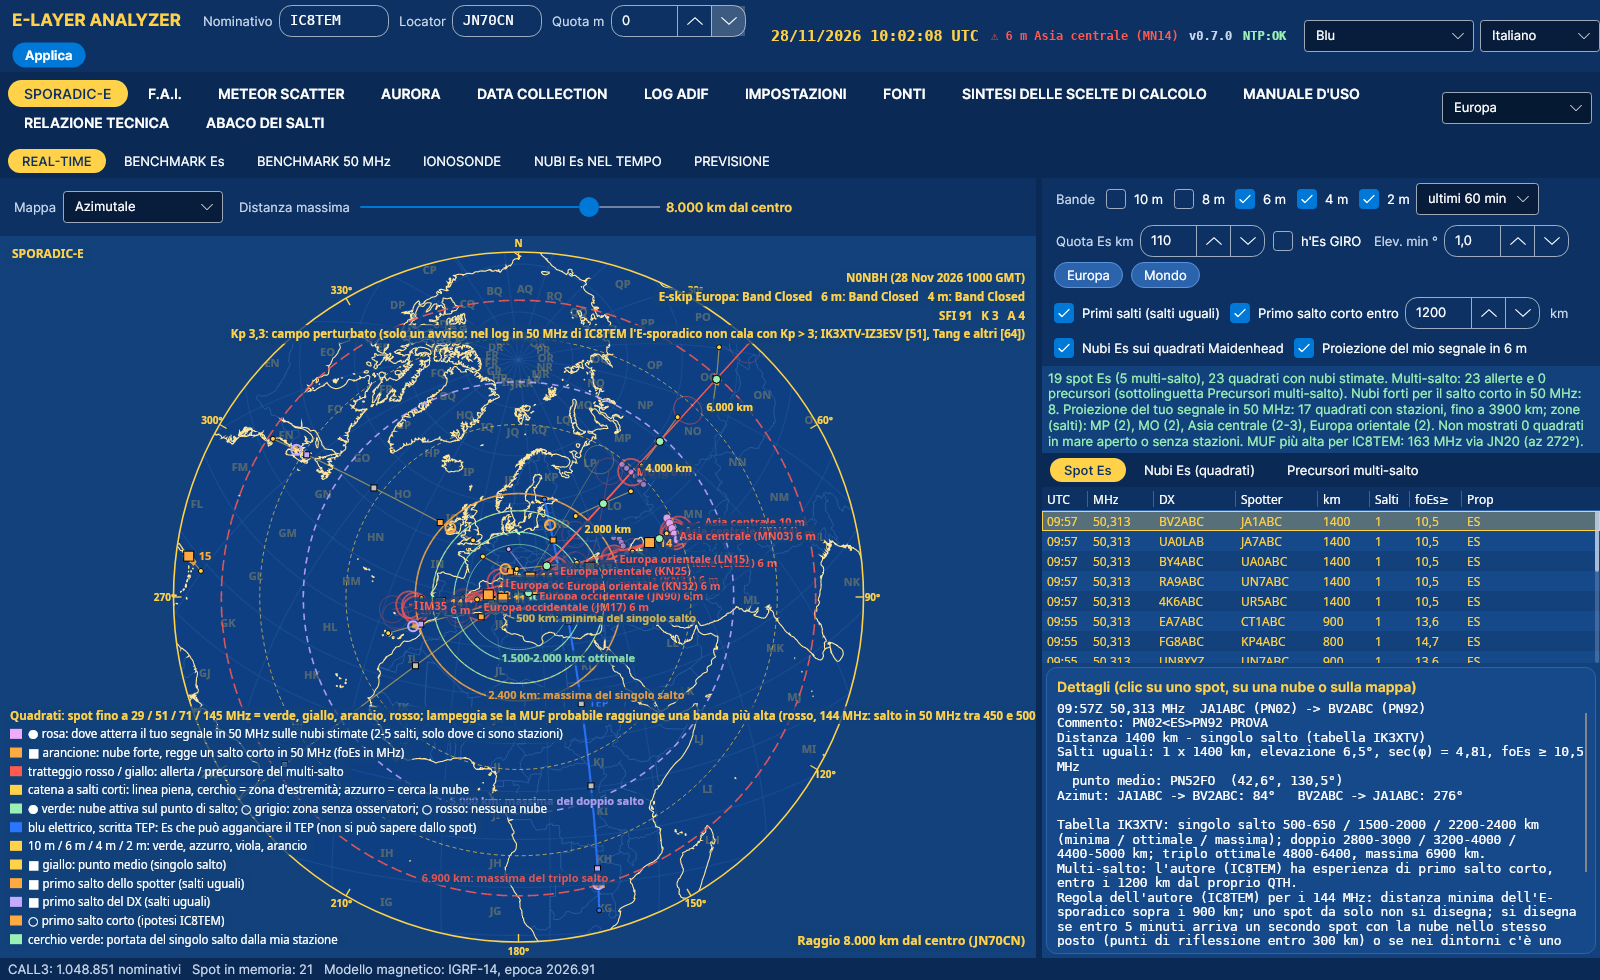 E-LAYER ANALYZER
Nominativo IC8TEM Locator JN70CN Quota m 0
28/11/2026 10:02:08 UTC ⚠ 6 m Asia centrale (MN14) v0.7.0 NTP:OK Blu Italiano
Applica
SPORADIC-E F.A.I. METEOR SCATTER AURORA DATA COLLECTION LOG ADIF IMPOSTAZIONI FONTI SINTESI DELLE SCELTE DI CALCOLO MANUALE D'USO
RELAZIONE TECNICA ABACO DEI SALTI
Europa
REAL-TIME BENCHMARK Es BENCHMARK 50 MHz IONOSONDE NUBI Es NEL TEMPO PREVISIONE
Mappa Azimutale Distanza massima 8.000 km dal centro
SPORADIC-E
N
N0NBH (28 Nov 2026 1000 GMT)
E-skip Europa: Band Closed 6 m: Band Closed 4 m: Band Closed
SFI 91 K 3 A 4
Kp 3,3: campo perturbato (solo un avviso: nel log in 50 MHz di IC8TEM l'E-sporadico non cala con Kp > 3; IK3XTV-IZ3ESV [51], Tang e altri [64])
330°
300°
60°
6.000 km
4.000 km
2.000 km
Asia centrale 10 m
Asia centrale (MN03) 6 m
Europa orientale (LN15)
Europa orientale (KN25)
Europa orientale (KN32) 6 m
Europa occidentale (JN90) 6 m
Europa occidentale (JM17) 6 m
IM35
6 m
15
14
270°
90°
500 km: minima del singolo salto
1.500-2.000 km: ottimale
2.400 km: massima del singolo salto
TEP
massima del doppio salto
6.900 km: massima del triplo salto
120°
150°
180°
210°
Quadrati: spot fino a 29 / 51 / 71 / 145 MHz = verde, giallo, arancio, rosso; lampeggia se la MUF probabile raggiunge una banda più alta (rosso, 144 MHz: salto in 50 MHz tra 450 e 500
● rosa: dove atterra il tuo segnale in 50 MHz sulle nubi stimate (2-5 salti, solo dove ci sono stazioni)
■ arancione: nube forte, regge un salto corto in 50 MHz (foEs in MHz)
tratteggio rosso / giallo: allerta / precursore del multi-salto
catena a salti corti: linea piena, cerchio = zona d'estremità; azzurro = cerca la nube
● verde: nube attiva sul punto di salto; ○ grigio: zona senza osservatori; ○ rosso: nessuna nube
blu elettrico, scritta TEP: Es che può agganciare il TEP (non si può sapere dallo spot)
10 m / 6 m / 4 m / 2 m: verde, azzurro, viola, arancio
■ giallo: punto medio (singolo salto)
■ primo salto dello spotter (salti uguali)
■ primo salto del DX (salti uguali)
○ primo salto corto (ipotesi IC8TEM)
cerchio verde: portata del singolo salto dalla mia stazione
Raggio 8.000 km dal centro (JN70CN)
Bande 10 m 8 m 6 m 4 m 2 m ultimi 60 min
Quota Es km 110 h'Es GIRO Elev. min ° 1,0
Europa Mondo
Primi salti (salti uguali) Primo salto corto entro 1200 km
Nubi Es sui quadrati Maidenhead Proiezione del mio segnale in 6 m
19 spot Es (5 multi-salto), 23 quadrati con nubi stimate. Multi-salto: 23 allerte e 0
precursori (sottolinguetta Precursori multi-salto). Nubi forti per il salto corto in 50 MHz:
8. Proiezione del tuo segnale in 50 MHz: 17 quadrati con stazioni, fino a 3900 km; zone
(salti): MP (2), MO (2), Asia centrale (2-3), Europa orientale (2). Non mostrati 0 quadrati
in mare aperto o senza stazioni. MUF più alta per IC8TEM: 163 MHz via JN20 (az 272°).
Spot Es Nubi Es (quadrati) Precursori multi-salto
UTC MHz DX Spotter km Salti foEs≥ Prop
09:57 50,313 BV2ABC JA1ABC 1400 1 10,5 ES
09:57 50,313 UA0LAB JA7ABC 1400 1 10,5 ES
09:57 50,313 BY4ABC UA0ABC 1400 1 10,5 ES
09:57 50,313 RA9ABC UN7ABC 1400 1 10,5 ES
09:57 50,313 4K6ABC UR5ABC 1400 1 10,5 ES
09:55 50,313 EA7ABC CT1ABC 900 1 13,6 ES
09:55 50,313 FG8ABC KP4ABC 800 1 14,7 ES
09:55 50,313 UN8XYZ UN7ABC 900 1 13,6 ES
Dettagli (clic su uno spot, su una nube o sulla mappa)
09:57Z 50,313 MHz JA1ABC (PN02) -> BV2ABC (PN92)
Commento: PN02<ES>PN92 PROVA
Distanza 1400 km - singolo salto (tabella IK3XTV)
Salti uguali: 1 x 1400 km, elevazione 6,5°, sec(φ) = 4,81, foEs ≥ 10,5
MHz
punto medio: PN52FO (42,6°, 130,5°)
Azimut: JA1ABC -> BV2ABC: 84° BV2ABC -> JA1ABC: 276°
Tabella IK3XTV: singolo salto 500-650 / 1500-2000 / 2200-2400 km
(minima / ottimale / massima); doppio 2800-3000 / 3200-4000 /
4400-5000 km; triplo ottimale 4800-6400, massima 6900 km.
Multi-salto: l'autore (IC8TEM) ha esperienza di primo salto corto,
entro i 1200 km dal proprio QTH.
Regola dell'autore (IC8TEM) per i 144 MHz: distanza minima dell'E-
sporadico sopra i 900 km; uno spot da solo non si disegna; si disegna
se entro 5 minuti arriva un secondo spot con la nube nello stesso
posto (punti di riflessione entro 300 km) o se nei dintorni c'è uno
CALL3: 1.048.851 nominativi Spot in memoria: 21 Modello magnetico: IGRF-14, epoca 2026.91